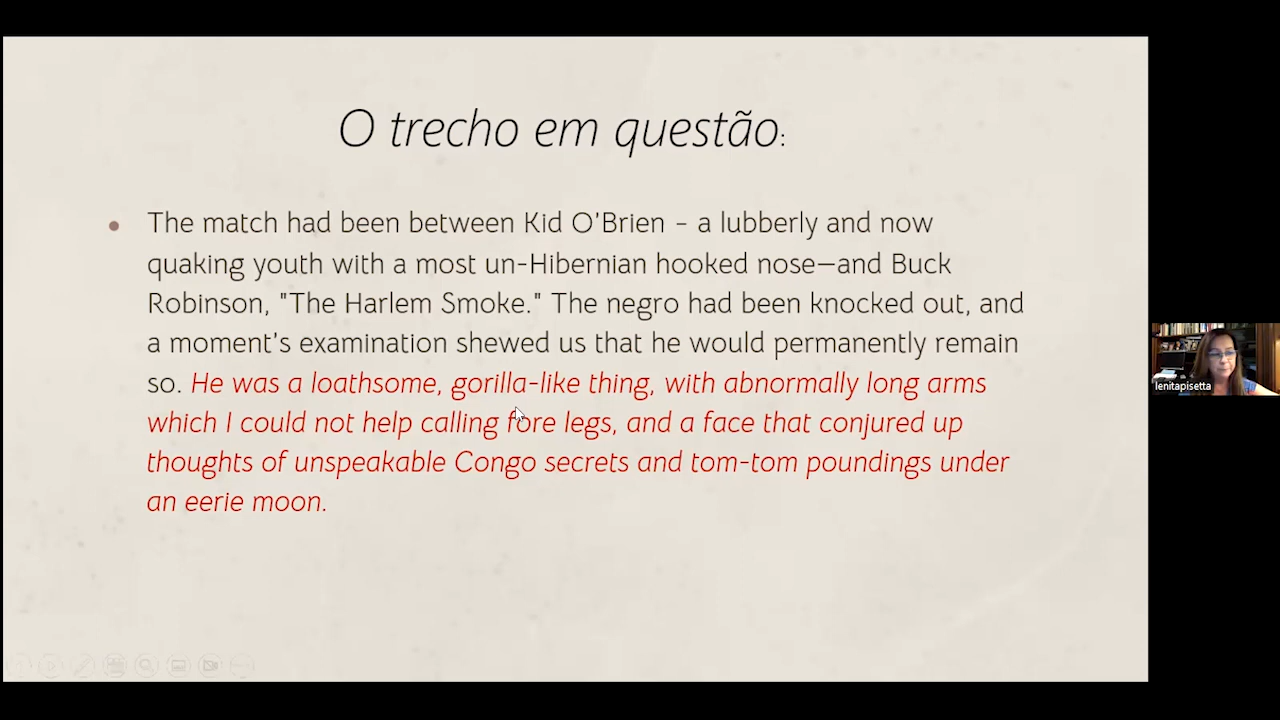 O trecho em questão:
• The match had been between Kid O'Brien – a lubberly and now
quaking youth with a most un-Hibernian hooked nose—and Buck
Robinson, "The Harlem Smoke." The negro had been knocked out, and
a moment's examination shewed us that he would permanently remain
so. He was a loathsome, gorilla-like thing, with abnormally long arms
which I could not help calling fore legs, and a face that conjured up
thoughts of unspeakable Congo secrets and tom-tom poundings under
an eerie moon.
lenitapisetta